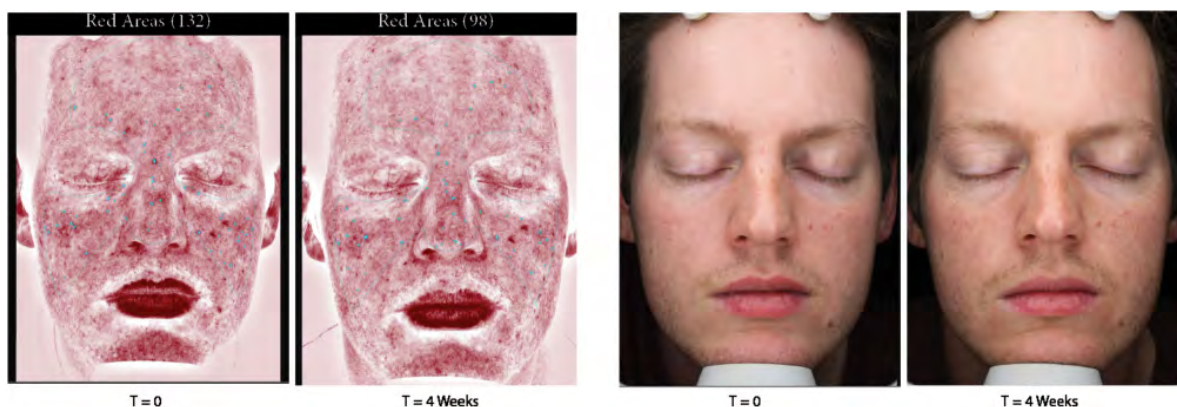 Red Areas (132)
Red Areas (98)
T = 0
T = 4 Weeks
T = 0
T = 4 Weeks